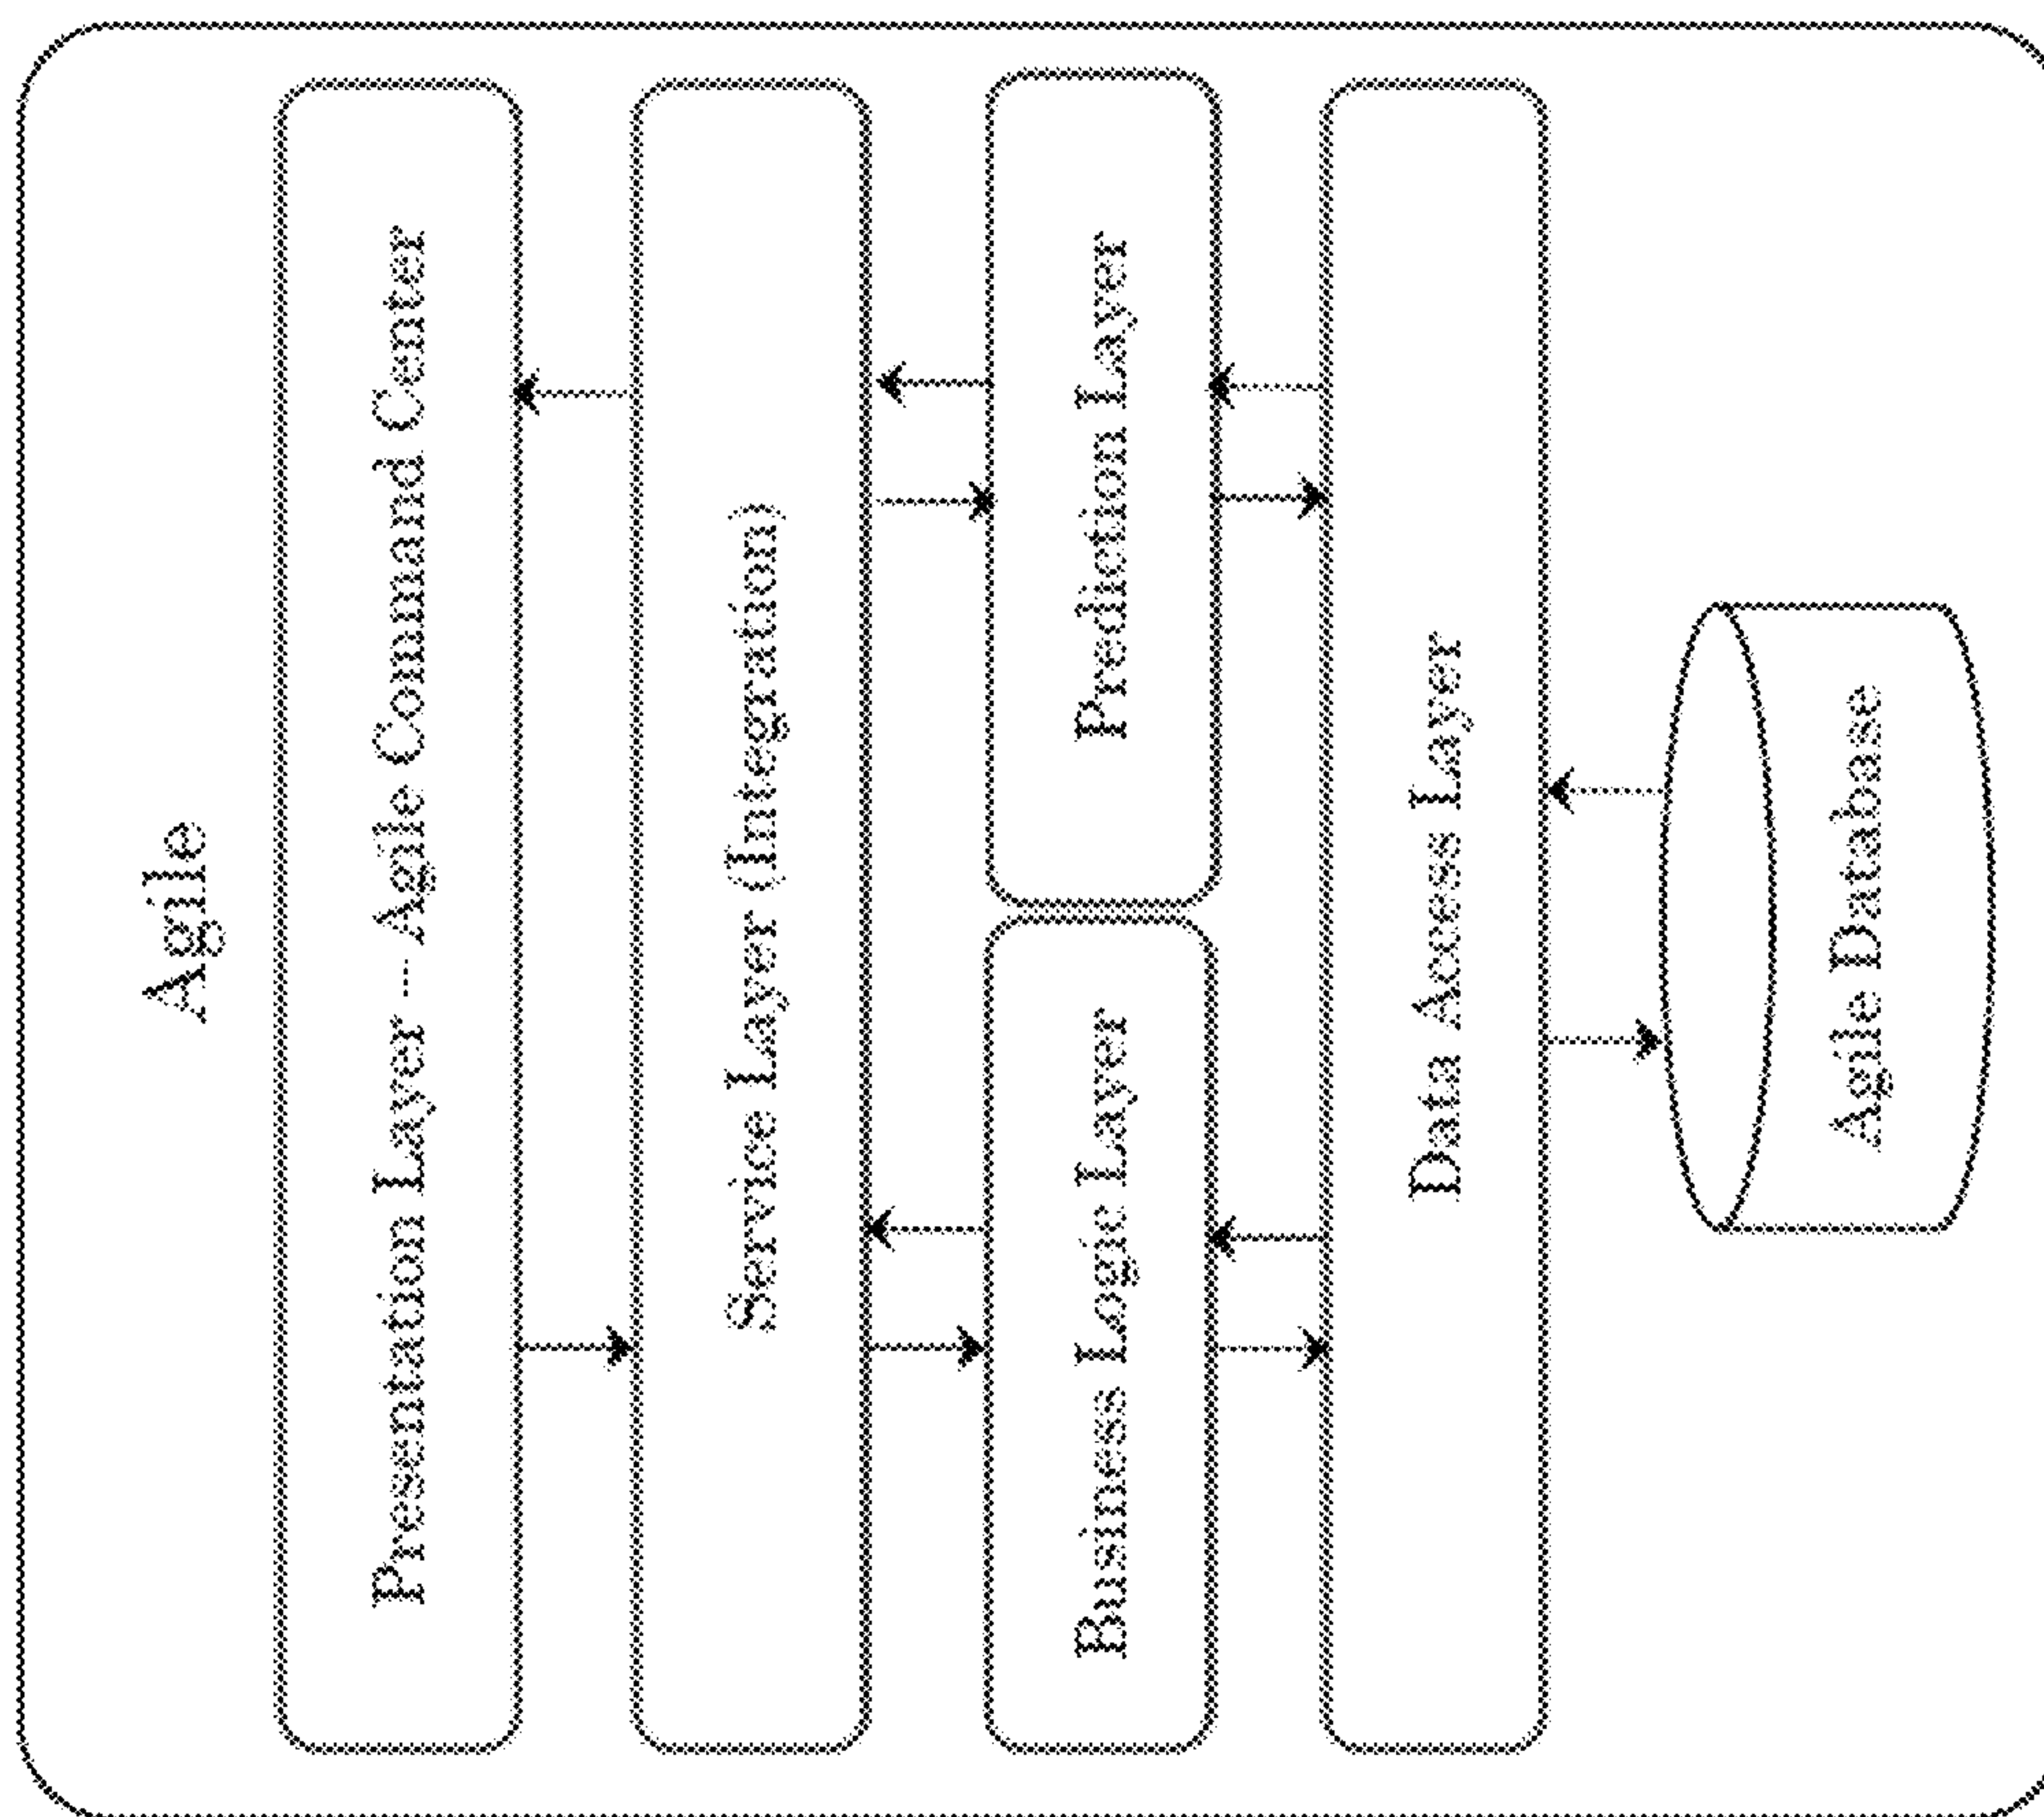 Agile
Presentation Layer – Agile Command Center
Service Layer (Integration)
Business Logic Layer
Prediction Layer
Data Access Layer
Agile Database